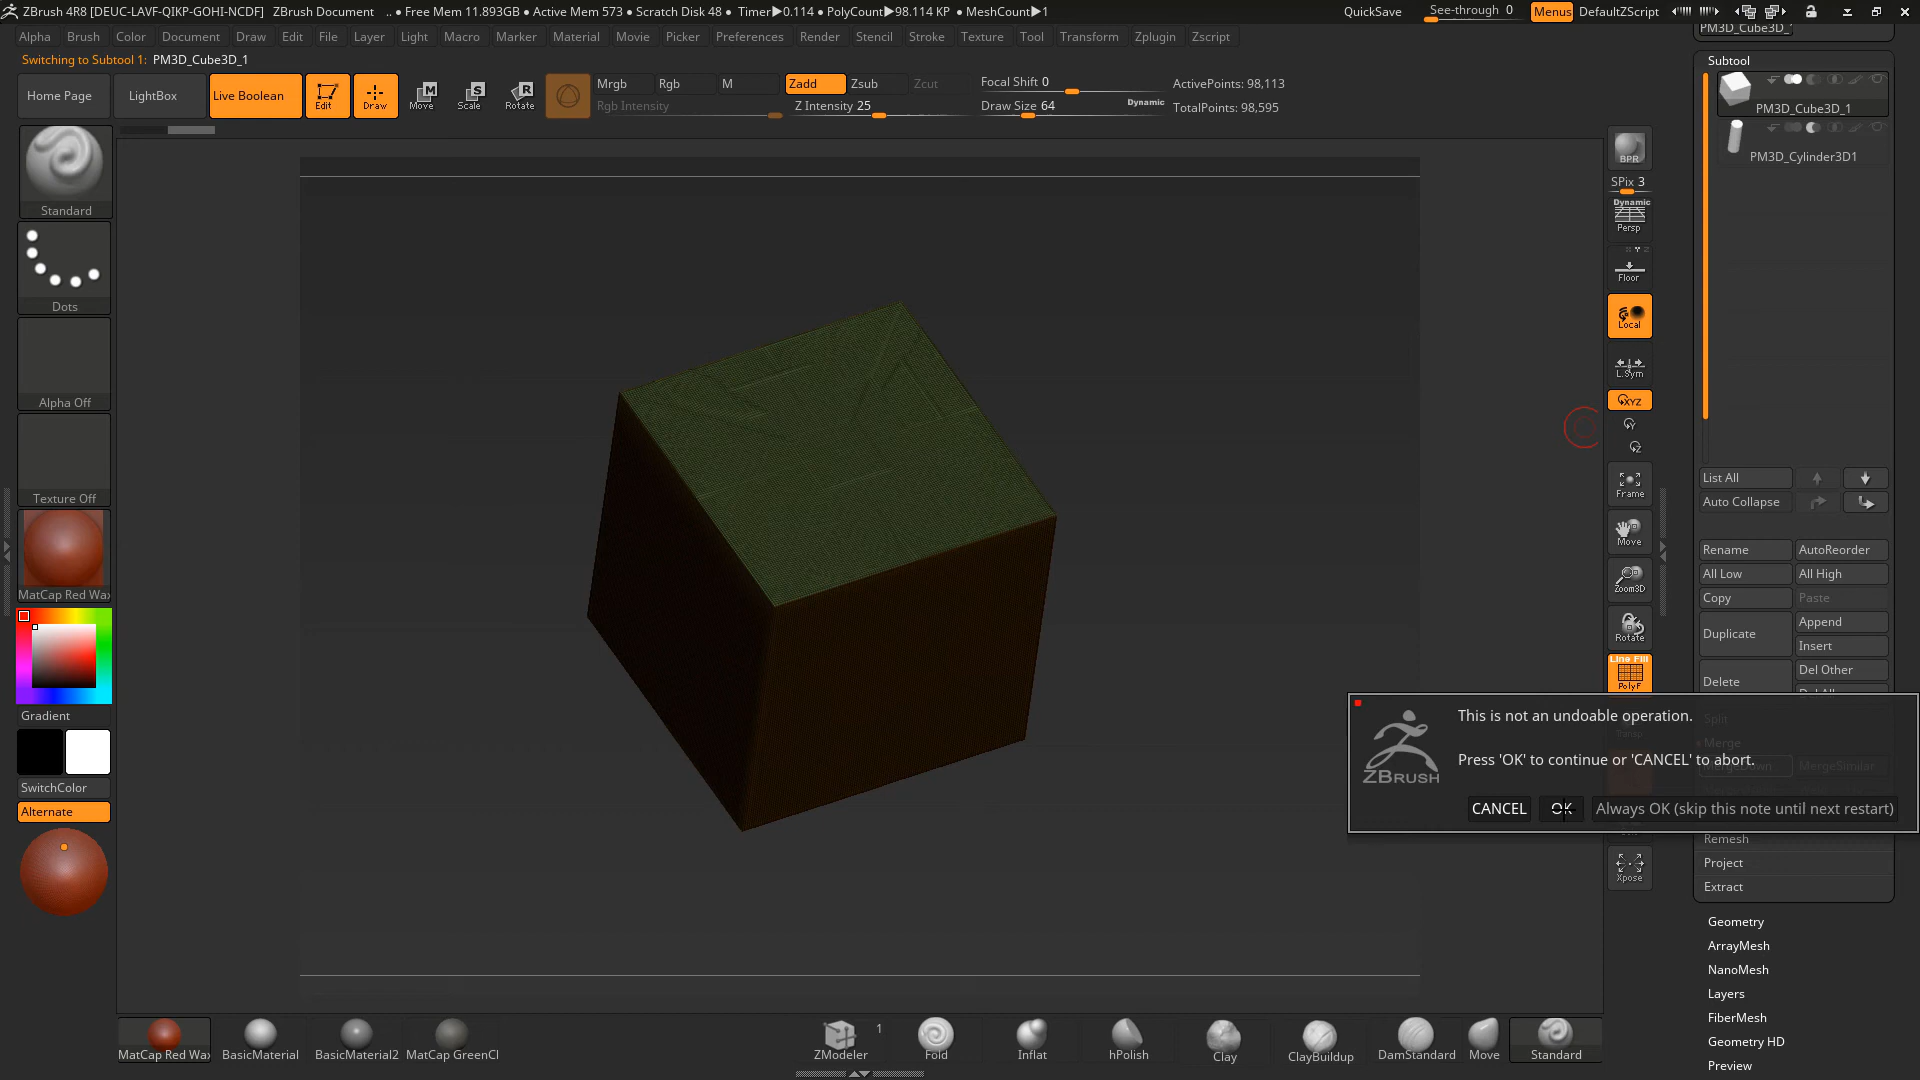 ZBrush 4R8 [DEUC-LAVF-QIKP-GOHI-NCDF] ZBrush Document .. • Free Mem 11.893GB • Active Mem 573 • Scratch Disk 48 • Timer▶0.114 • PolyCount▶98.114 KP • MeshCount▶1 QuickSave See-through 0 Menus DefaultZScript
Alpha Brush Color Document Draw Edit File Layer Light Macro Marker Material Movie Picker Preferences Render Stencil Stroke Texture Tool Transform Zplugin Zscript
Switching to Subtool 1: PM3D_Cube3D_1
Home Page LightBox Live Boolean Edit Draw Move Scale Rotate
Mrgb Rgb M Zadd Zsub Zcut
Rgb Intensity Z Intensity 25
Focal Shift 0
Draw Size 64 Dynamic
ActivePoints: 98,113
TotalPoints: 98,595
Standard
Dots
Alpha Off
Texture Off
MatCap Red Wax
Gradient
SwitchColor
Alternate
BPR
SPix 3
Dynamic
Persp
Floor
Local
L.Sym
XYZ
Y
Z
Frame
Move
Zoom3D
Rotate
Line Fill
PolyF
Xpose
PM3D_Cube3D_1
Subtool
PM3D_Cube3D_1
PM3D_Cylinder3D1
List All
Auto Collapse
Rename AutoReorder
All Low All High
Copy Paste
Duplicate Append
Insert
Delete Del Other
Split
Merge
MergeDown MergeSimilar
This is not an undoable operation.
Press 'OK' to continue or 'CANCEL' to abort.
ZBRUSH
CANCEL OK Always OK (skip this note until next restart)
Remesh
Project
Extract
Geometry
ArrayMesh
NanoMesh
Layers
FiberMesh
Geometry HD
Preview
MatCap Red Wax BasicMaterial BasicMaterial2 MatCap GreenCl
ZModeler 1 Fold Inflat hPolish Clay ClayBuildup DamStandard Move Standard